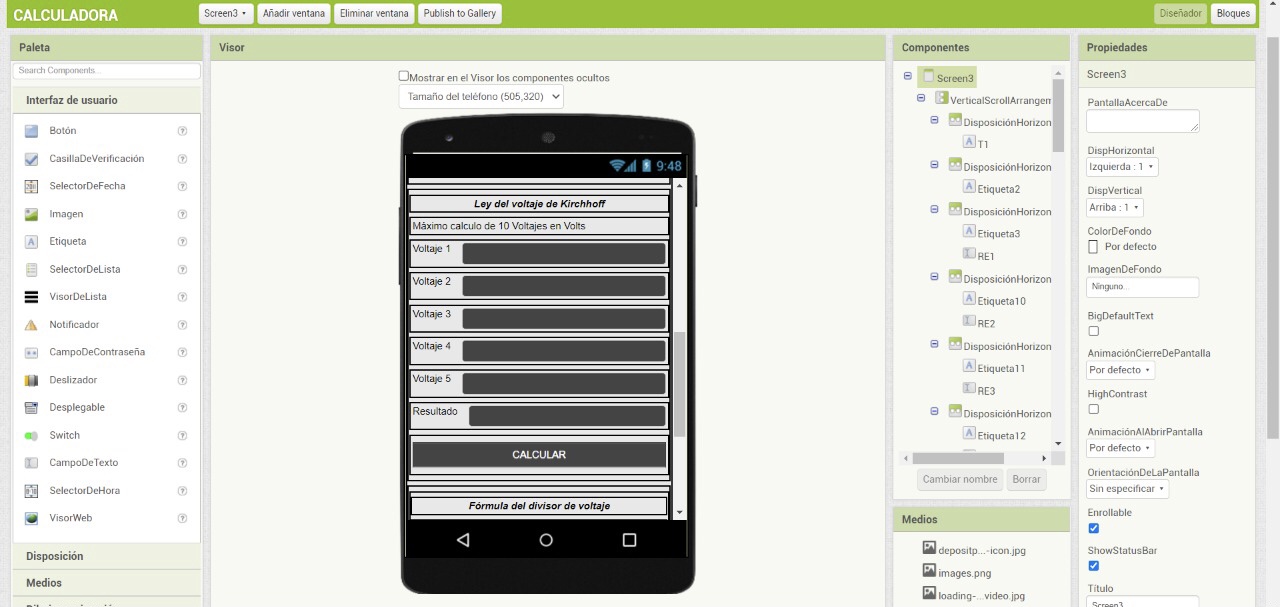 CALCULADORA
Screen3
Añadir ventana
Eliminar ventana
Publish to Gallery
Diseñador
Bloques
Paleta
Search Components...
Interfaz de usuario
Botón
CasillaDeVerificación
SelectorDeFecha
Imagen
Etiqueta
SelectorDeLista
VisorDeLista
Notificador
CampoDeContraseña
Deslizador
Desplegable
Switch
CampoDeTexto
SelectorDeHora
VisorWeb
Disposición
Medios
Visor
Mostrar en el Visor los componentes ocultos
Tamaño del teléfono (505,320)
9:48
Ley del voltaje de Kirchhoff
Máximo calculo de 10 Voltajes en Volts
Voltaje 1
Voltaje 2
Voltaje 3
Voltaje 4
Voltaje 5
Resultado
CALCULAR
Fórmula del divisor de voltaje
Componentes
Screen3
VerticalScrollArrangem
DisposiciónHorizon
T1
DisposiciónHorizon
Etiqueta2
DisposiciónHorizon
Etiqueta3
RE1
DisposiciónHorizon
Etiqueta10
RE2
DisposiciónHorizon
Etiqueta11
RE3
DisposiciónHorizon
Etiqueta12
Cambiar nombre
Borrar
Medios
depositp...-icon.jpg
images.png
loading-...video.jpg
Propiedades
Screen3
PantallaAcercaDe
DispHorizontal
Izquierda : 1
DispVertical
Arriba : 1
ColorDeFondo
Por defecto
ImagenDeFondo
Ninguno...
BigDefaultText
AnimaciónCierreDePantalla
Por defecto
HighContrast
AnimaciónAlAbrirPantalla
Por defecto
OrientaciónDeLaPantalla
Sin especificar
Enrollable
ShowStatusBar
Título
Screen3